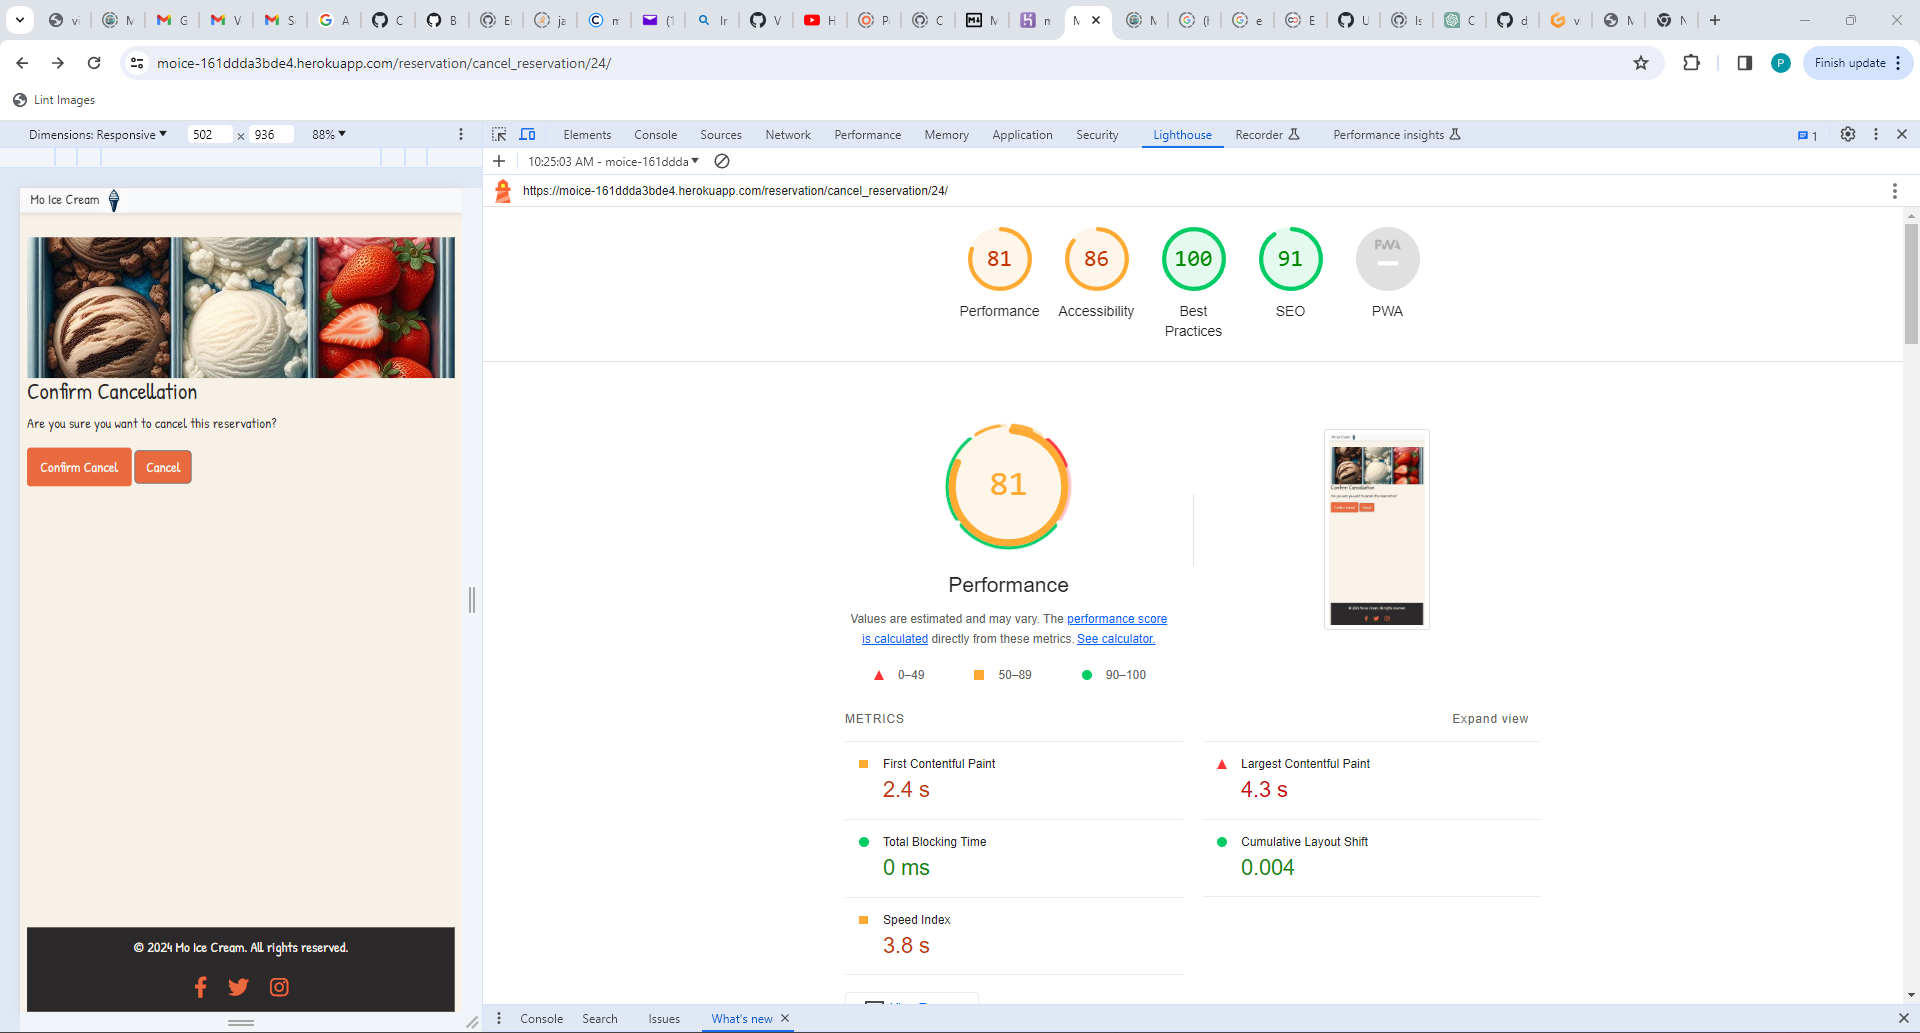 moice-161ddda3bde4.herokuapp.com/reservation/cancel_reservation/24/
Finish update
Lint Images
Dimensions: Responsive
502 × 936
88%
Elements
Console
Sources
Network
Performance
Memory
Application
Security
Lighthouse
Recorder
Performance insights
1
10:25:03 AM - moice-161ddda
https://moice-161ddda3bde4.herokuapp.com/reservation/cancel_reservation/24/
Mo Ice Cream
Confirm Cancellation
Are you sure you want to cancel this reservation?
Confirm Cancel
Cancel
© 2024 Mo Ice Cream. All rights reserved.
81
86
100
91
PWA
Performance
Accessibility
Best
Practices
SEO
PWA
81
Performance
Values are estimated and may vary. The performance score
is calculated directly from these metrics. See calculator.
0–49
50–89
90–100
METRICS
Expand view
First Contentful Paint
2.4 s
Largest Contentful Paint
4.3 s
Total Blocking Time
0 ms
Cumulative Layout Shift
0.004
Speed Index
3.8 s
Console
Search
Issues
What's new